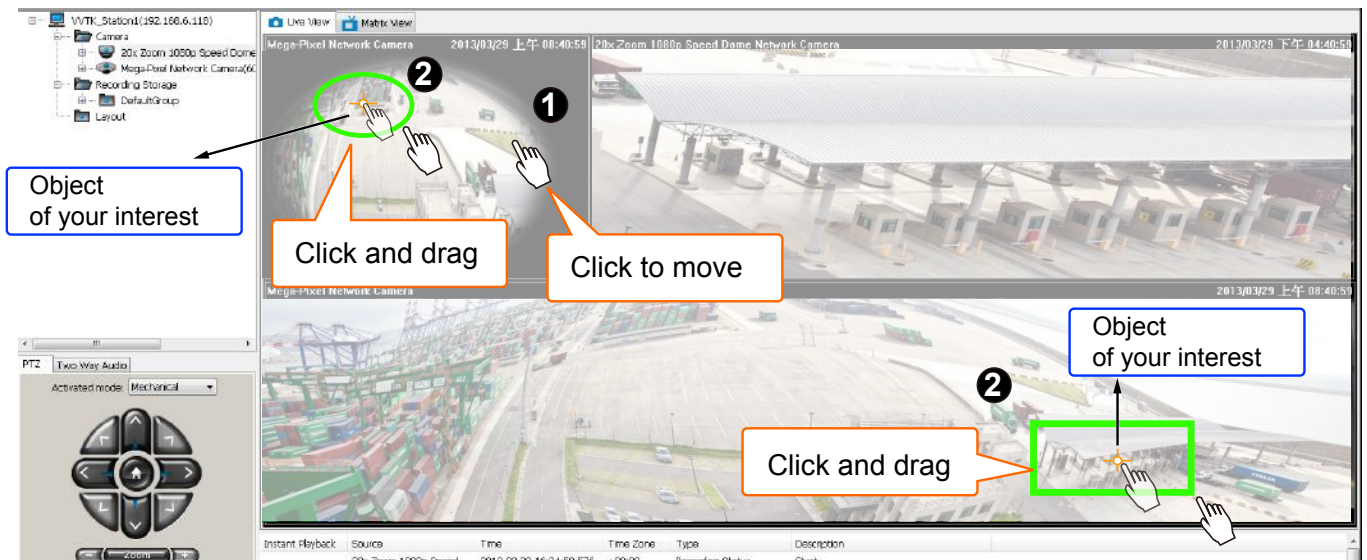 VVTK_Station1(192.168.6.118)
Camera
20x Zoom 1080p Speed Dome
Mega-Pixel Network Camera(60
Recording Storage
DefaultGroup
Layout
Live View
Matrix View
Mega-Pixel Network Camera 2013/03/29 上午 08:40:59
20x Zoom 1080p Speed Dome Network Camera 2013/03/29 下午 04:40:59
2
1
Object
of your interest
Click and drag
Click to move
Mega-Pixel Network Camera 2013/03/29 上午 08:40:59
Object
of your interest
2
Click and drag
PTZ
Two Way Audio
Activated mode: Mechanical
Zoom
Instant Playback Source Time Time Zone Type Description